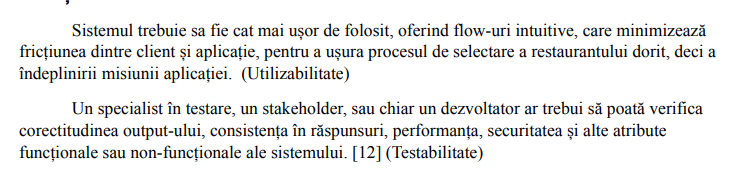 Sistemul trebuie sa fie cat mai ușor de folosit, oferind flow-uri intuitive, care minimizează
fricțiunea dintre client și aplicație, pentru a ușura procesul de selectare a restaurantului dorit, deci a
îndeplinirii misiunii aplicației.  (Utilizabilitate)
Un specialist în testare, un stakeholder, sau chiar un dezvoltator ar trebui să poată verifica
corectitudinea output-ului, consistența în răspunsuri, performanța, securitatea și alte atribute
funcționale sau non-funcționale ale sistemului. [12] (Testabilitate)